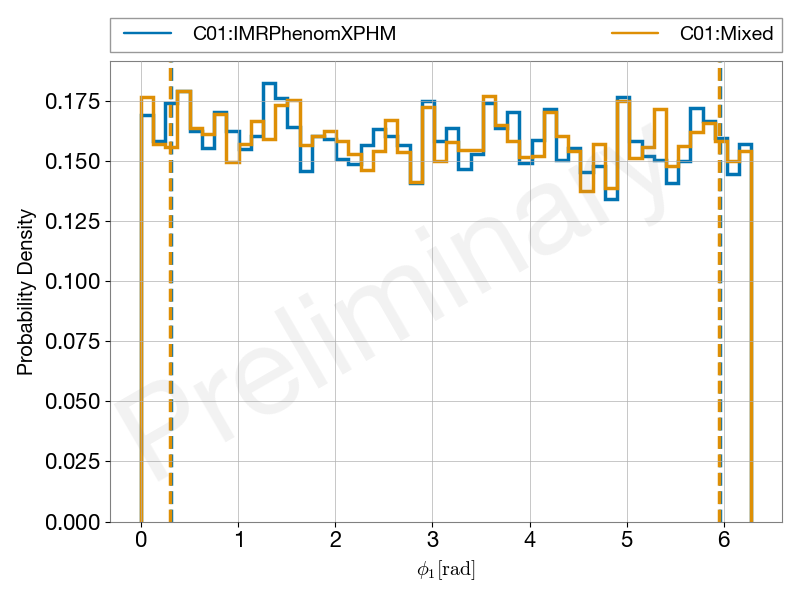 C01:IMRPhenomXPHM
C01:Mixed
0.175
0.150
0.125
0.100
0.075
0.050
0.025
0.000
0 1 2 3 4 5 6
Probability Density
ϕ₁[rad]
Preliminary